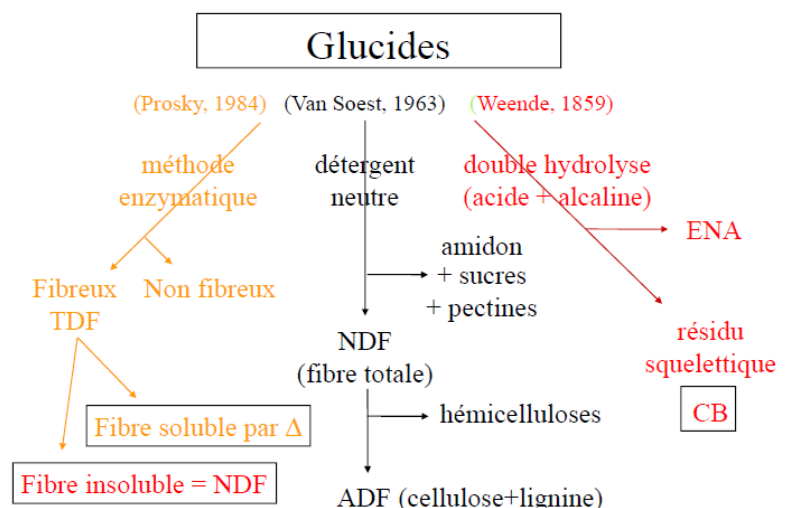 Glucides
(Prosky, 1984) (Van Soest, 1963) (Weende, 1859)
méthode
enzymatique
détergent
neutre
double hydrolyse
(acide + alcaline)
ENA
amidon
+ sucres
+ pectines
Fibreux
TDF
Non fibreux
NDF
(fibre totale)
résidu
squelettique
CB
hémicelluloses
Fibre soluble par Δ
Fibre insoluble = NDF
ADF (cellulose+lignine)